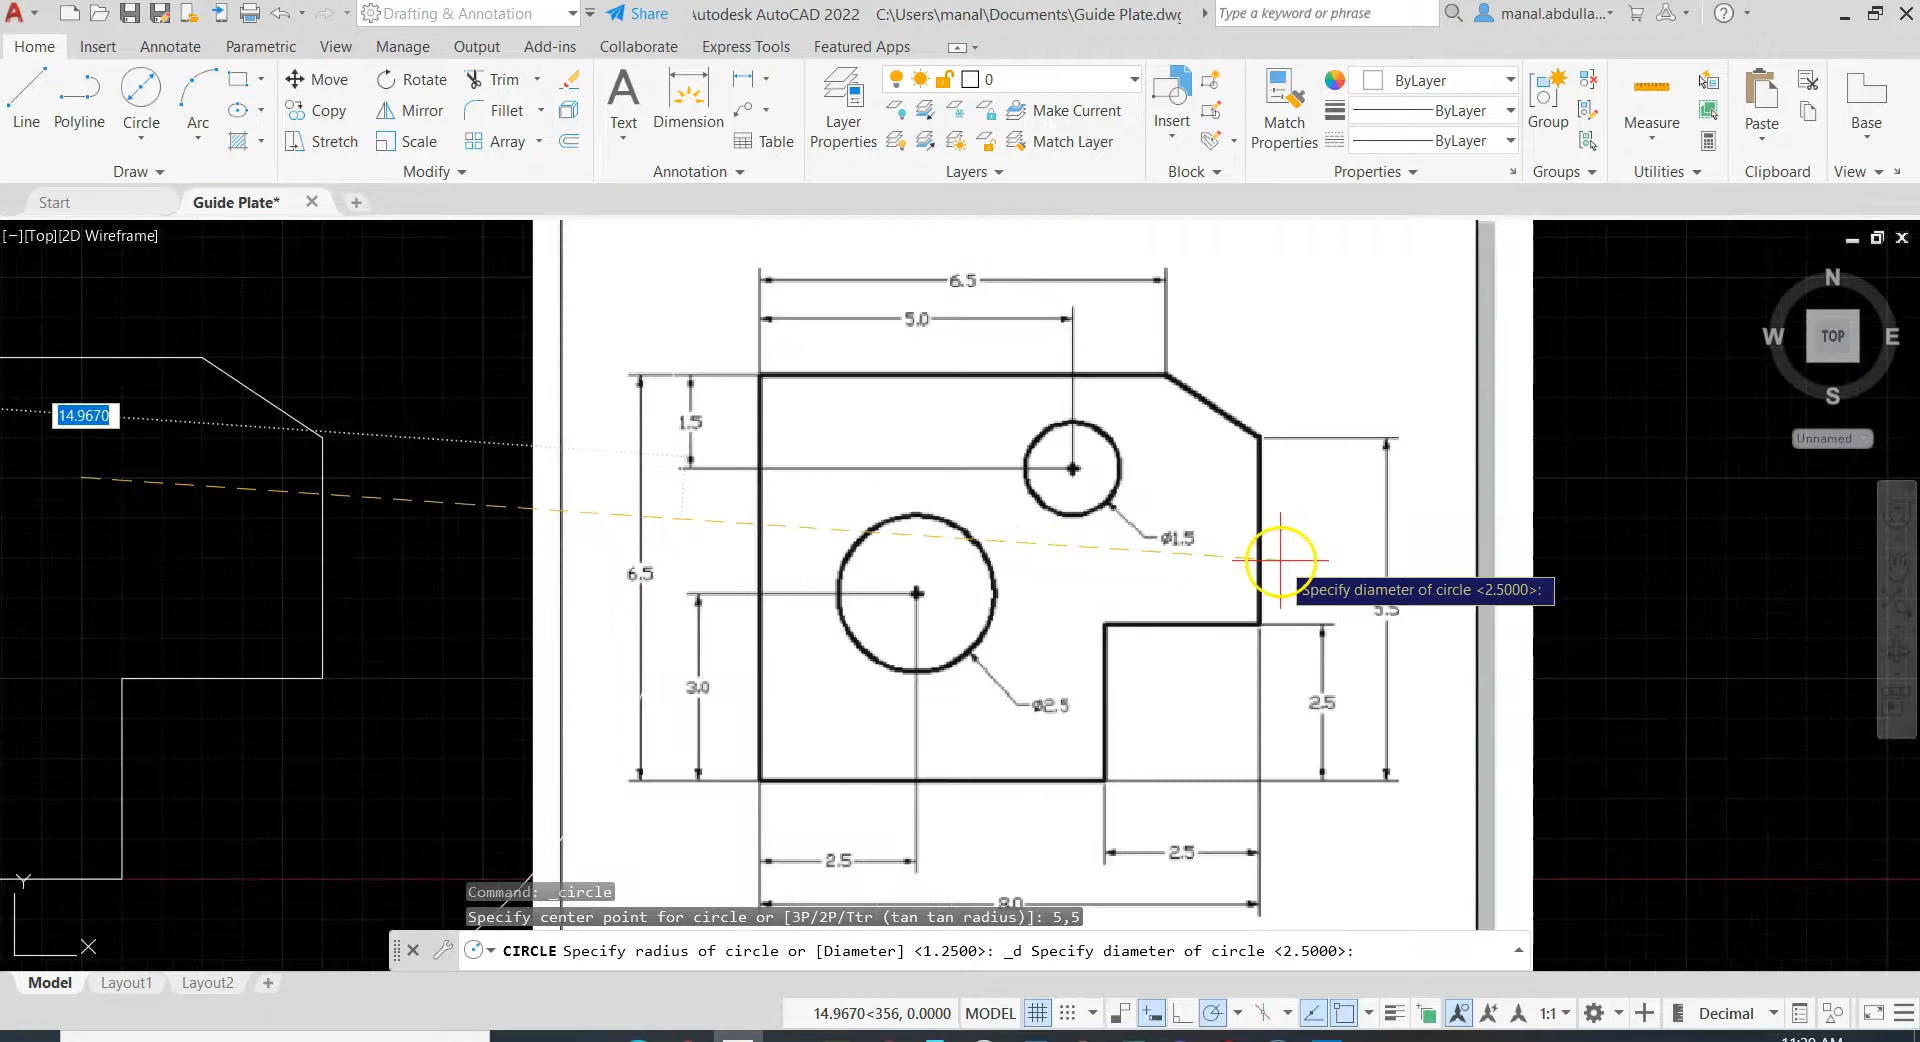 Drafting & Annotation
Share
Autodesk AutoCAD 2022 C:\Users\manal\Documents\Guide Plate.dwg
Type a keyword or phrase
manal.abdulla...
Home Insert Annotate Parametric View Manage Output Add-ins Collaborate Express Tools Featured Apps
Line Polyline Circle Arc
Draw
Move Rotate Trim
Copy Mirror Fillet
Stretch Scale Array
Modify
Text Dimension
Table
Annotation
Layer Properties
0
Make Current
Match Layer
Layers
Insert
Block
Match Properties
ByLayer
ByLayer
ByLayer
Properties
Group
Groups
Measure
Utilities
Paste
Clipboard
Base
View
Start Guide Plate*
[−][Top][2D Wireframe]
N
W TOP E
S
Unnamed
14.9670
6.5
5.0
1.5
6.5
3.0
ø1.5
ø2.5
2.5
2.5
2.5
8.0
Specify diameter of circle <2.5000>:
Y
X
Command: _circle
Specify center point for circle or [3P/2P/Ttr (tan tan radius)]: 5,5
CIRCLE Specify radius of circle or [Diameter] <1.2500>: _d Specify diameter of circle <2.5000>:
Model Layout1 Layout2
14.9670<356, 0.0000 MODEL 1:1 Decimal